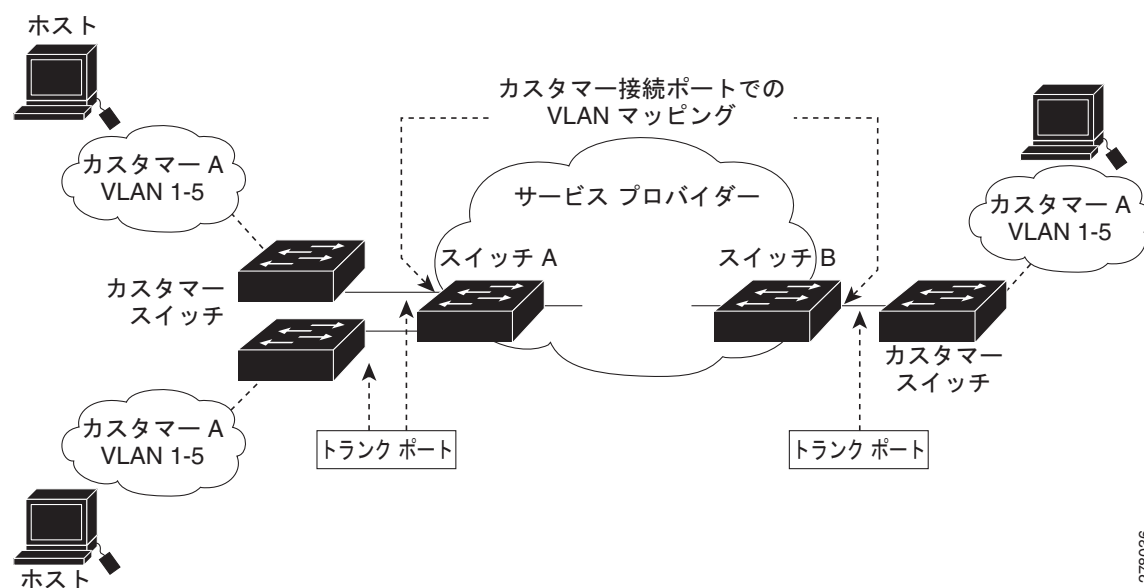 ホスト
カスタマー接続ポートでの
VLAN マッピング
カスタマー A
VLAN 1-5
サービス プロバイダー
カスタマー A
VLAN 1-5
スイッチ A
スイッチ B
カスタマー
スイッチ
カスタマー
スイッチ
カスタマー A
VLAN 1-5
トランク ポート
トランク ポート
ホスト